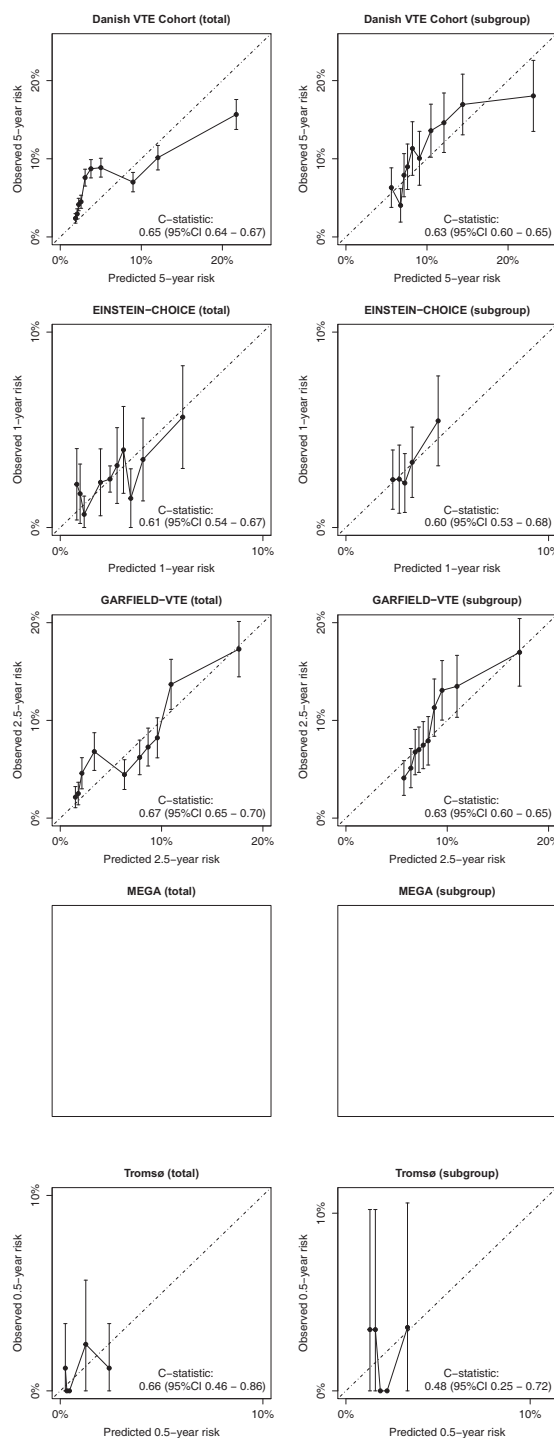 Danish VTE Cohort (total)
Observed 5-year risk
20%
10%
0%
C-statistic:
0.65 (95%CI 0.64 – 0.67)
0% 10% 20%
Predicted 5-year risk
Danish VTE Cohort (subgroup)
Observed 5-year risk
20%
10%
0%
C-statistic:
0.63 (95%CI 0.60 – 0.65)
0% 10% 20%
Predicted 5-year risk
EINSTEIN−CHOICE (total)
Observed 1-year risk
10%
0%
C-statistic:
0.61 (95%CI 0.54 – 0.67)
0% 10%
Predicted 1-year risk
EINSTEIN−CHOICE (subgroup)
Observed 1-year risk
10%
0%
C-statistic:
0.60 (95%CI 0.53 – 0.68)
0% 10%
Predicted 1-year risk
GARFIELD−VTE (total)
Observed 2.5-year risk
20%
10%
0%
C-statistic:
0.67 (95%CI 0.65 – 0.70)
0% 10% 20%
Predicted 2.5-year risk
GARFIELD−VTE (subgroup)
Observed 2.5-year risk
20%
10%
0%
C-statistic:
0.63 (95%CI 0.60 – 0.65)
0% 10% 20%
Predicted 2.5-year risk
MEGA (total)
MEGA (subgroup)
Tromsø (total)
Observed 0.5-year risk
10%
0%
C-statistic:
0.66 (95%CI 0.46 – 0.86)
0% 10%
Predicted 0.5-year risk
Tromsø (subgroup)
Observed 0.5-year risk
10%
0%
C-statistic:
0.48 (95%CI 0.25 – 0.72)
0% 10%
Predicted 0.5-year risk